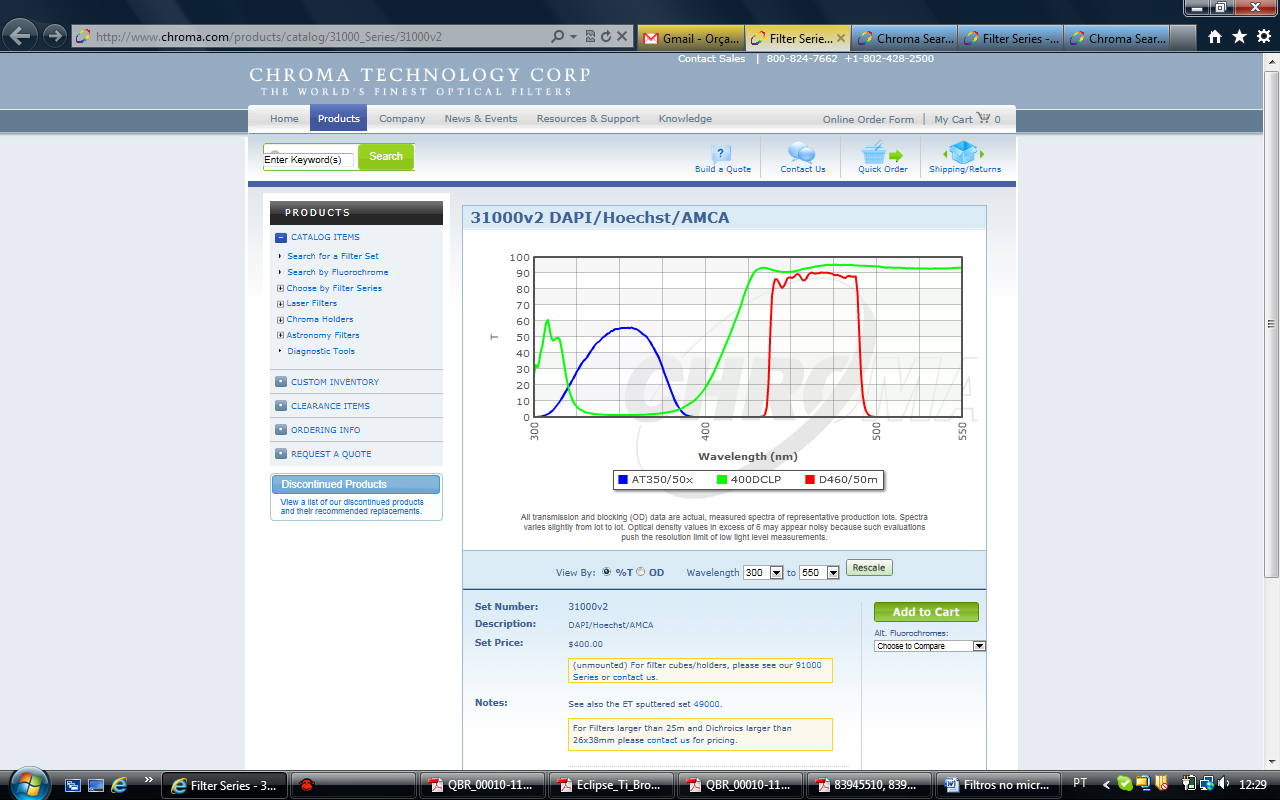 http://www.chroma.com/products/catalog/31000_Series/31000v2
Gmail - Orça...
Filter Serie...
Chroma Sear...
Filter Series -...
Chroma Sear...
Contact Sales | 800-824-7662 +1-802-428-2500
CHROMA TECHNOLOGY CORP
THE WORLD'S FINEST OPTICAL FILTERS
Home Products Company News & Events Resources & Support Knowledge
Online Order Form | My Cart 0
Enter Keyword(s)
Search
Build a Quote
Contact Us
Quick Order
Shipping/Returns
PRODUCTS
CATALOG ITEMS
Search for a Filter Set
Search by Fluorochrome
Choose by Filter Series
Laser Filters
Chroma Holders
Astronomy Filters
Diagnostic Tools
CUSTOM INVENTORY
CLEARANCE ITEMS
ORDERING INFO
REQUEST A QUOTE
Discontinued Products
View a list of our discontinued products
and their recommended replacements.
31000v2 DAPI/Hoechst/AMCA
100
90
80
70
60
50
40
30
20
10
0
T
CHROMA
300
400
500
550
Wavelength (nm)
AT350/50x 400DCLP D460/50m
All transmission and blocking (OD) data are actual, measured spectra of representative production lots. Spectra
varies slightly from lot to lot. Optical density values in excess of 6 may appear noisy because such evaluations
push the resolution limit of low light level measurements.
View By: %T OD Wavelength 300 to 550 Rescale
Set Number: 31000v2
Description: DAPI/Hoechst/AMCA
Set Price: $400.00
(unmounted) For filter cubes/holders, please see our 91000
Series or contact us.
Notes: See also the ET sputtered set 49000.
For Filters larger than 25m and Dichroics larger than
26x38mm please contact us for pricing.
Add to Cart
Alt. Fluorochromes:
Choose to Compare
Filter Series - 3...
QBR_00010-11...
Eclipse_Ti_Bro...
QBR_00010-11...
83945510, 839...
Filtros no micr...
PT
12:29